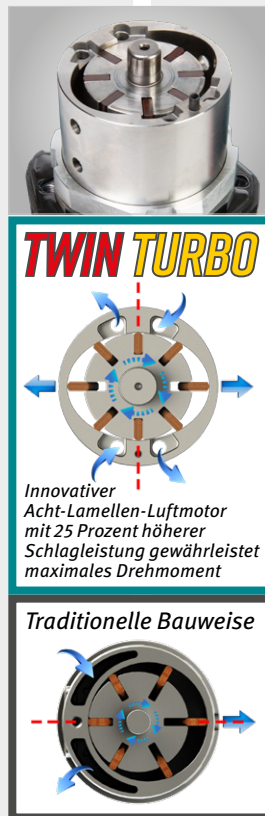 TWIN TURBO
Innovativer
Acht-Lamellen-Luftmotor
mit 25 Prozent höherer
Schlagleistung gewährleistet
maximales Drehmoment
Traditionelle Bauweise